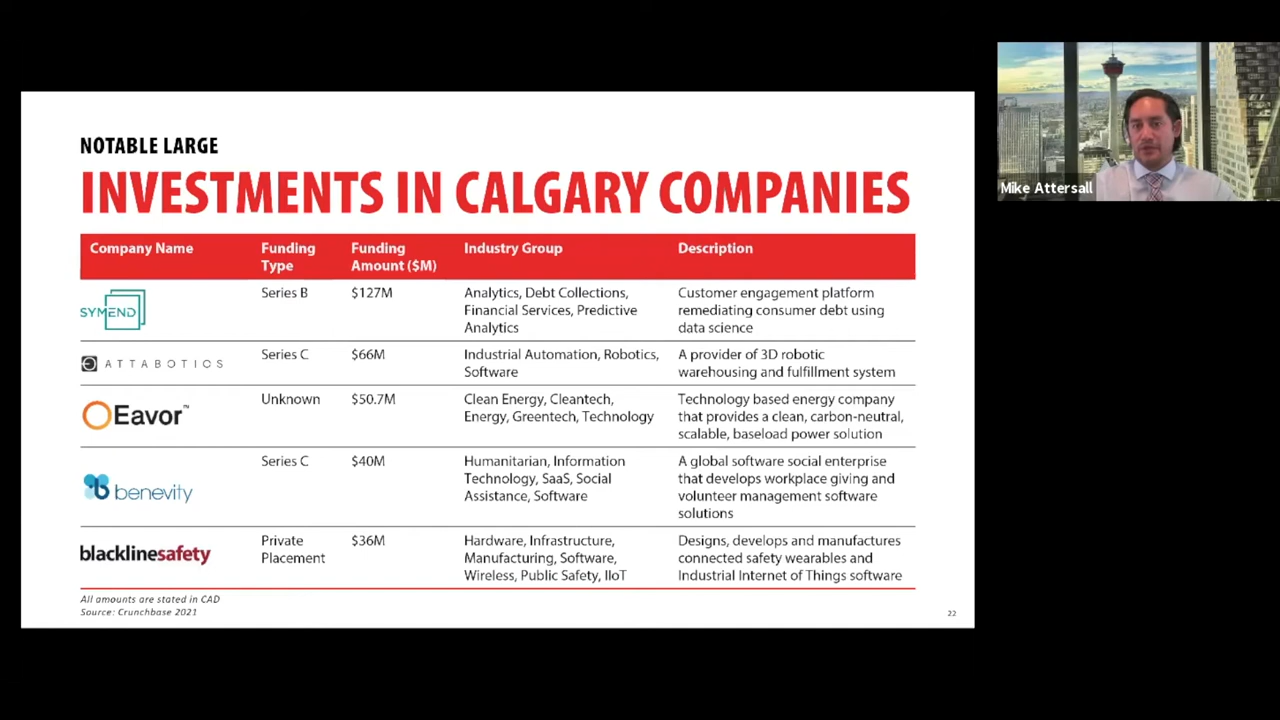 NOTABLE LARGE
INVESTMENTS IN CALGARY COMPANIES
Company Name
Funding
Type
Funding
Amount ($M)
Industry Group
Description
SYMEND
Series B
$127M
Analytics, Debt Collections,
Financial Services, Predictive
Analytics
Customer engagement platform
remediating consumer debt using
data science
ATTABOTICS
Series C
$66M
Industrial Automation, Robotics,
Software
A provider of 3D robotic
warehousing and fulfillment system
Eavor™
Unknown
$50.7M
Clean Energy, Cleantech,
Energy, Greentech, Technology
Technology based energy company
that provides a clean, carbon-neutral,
scalable, baseload power solution
benevity
Series C
$40M
Humanitarian, Information
Technology, SaaS, Social
Assistance, Software
A global software social enterprise
that develops workplace giving and
volunteer management software
solutions
blacklinesafety
Private
Placement
$36M
Hardware, Infrastructure,
Manufacturing, Software,
Wireless, Public Safety, IIoT
Designs, develops and manufactures
connected safety wearables and
Industrial Internet of Things software
All amounts are stated in CAD
Source: Crunchbase 2021
22
Mike Attersall